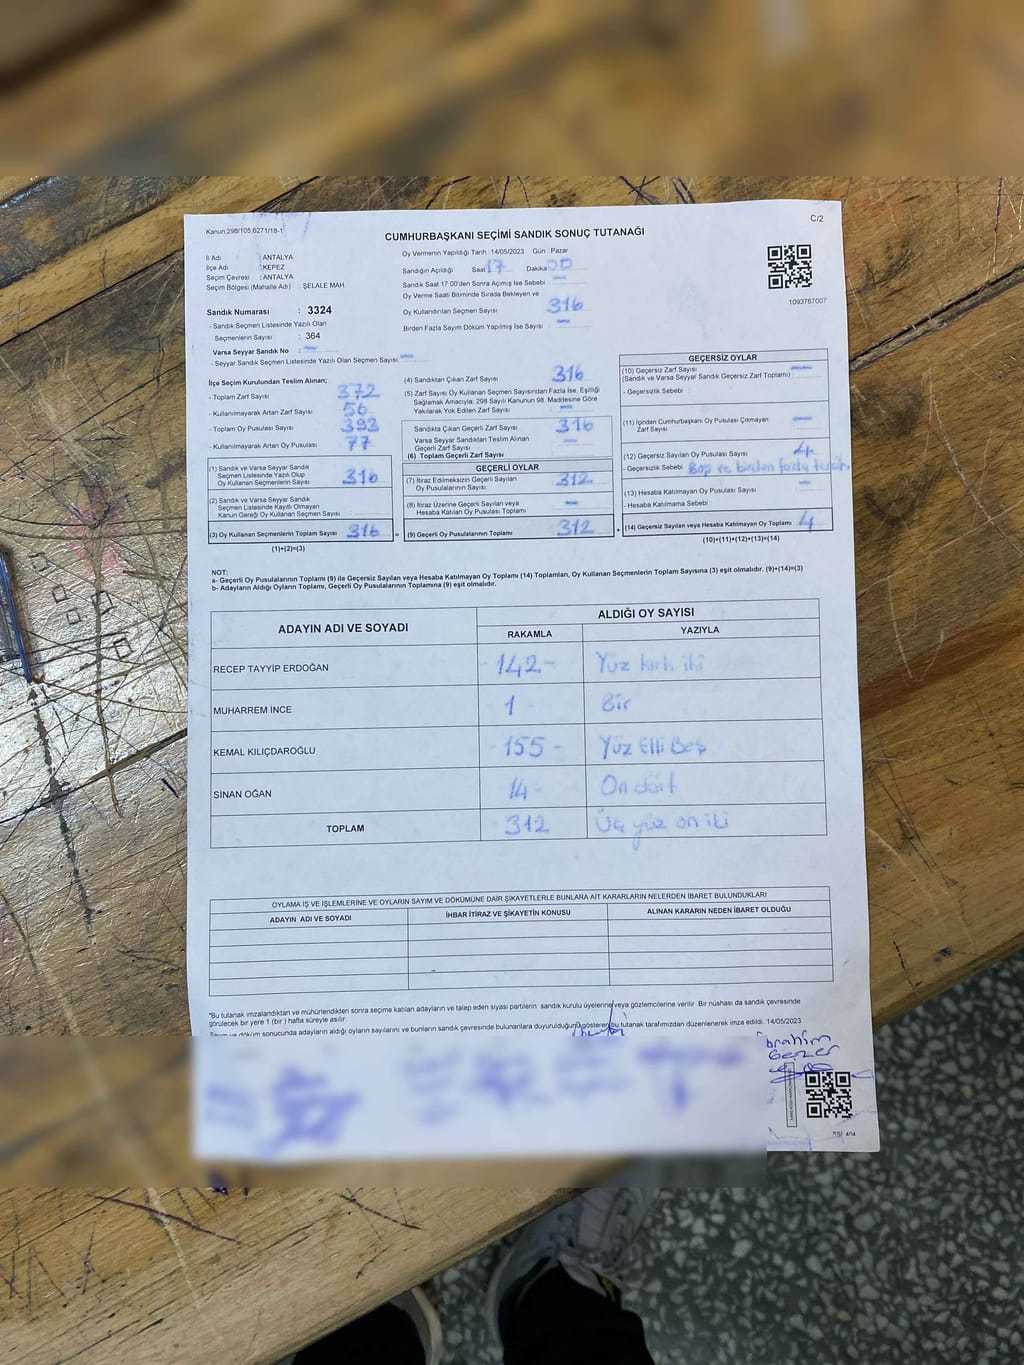 Kanun:298/105,6271/18-1
C/2
CUMHURBAŞKANI SEÇİMİ SANDIK SONUÇ TUTANAĞI
İl Adı : ANTALYA
İlçe Adı : KEPEZ
Seçim Çevresi : ANTALYA
Seçim Bölgesi (Mahalle Adı) : ŞELALE MAH.
Sandık Numarası : 3324
- Sandık Seçmen Listesinde Yazılı Olan
Seçmenlerin Sayısı : 364
Varsa Seyyar Sandık No : -
- Seyyar Sandık Seçmen Listesinde Yazılı Olan Seçmen Sayısı : -
Oy Vermenin Yapıldığı Tarih : 14/05/2023 Gün : Pazar
Sandığın Açıldığı Saat 17 Dakika 00
Sandık Saat 17:00'den Sonra Açımış İse Sebebi : -
Oy Verme Saati Bitiminde Sırada Bekleyen ve
Oy Kullandırılan Seçmen Sayısı 316
Birden Fazla Sayım Döküm Yapılmış İse Sayısı : -
1093767007
İlçe Seçim Kurulundan Teslim Alınan;
- Toplam Zarf Sayısı : 372
- Kullanılmayarak Artan Zarf Sayısı : 56
- Toplam Oy Pusulası Sayısı : 393
- Kullanılmayarak Artan Oy Pusulası : 77
(1) Sandık ve Varsa Seyyar Sandık
Seçmen Listesinde Yazılı Olup
Oy Kullanan Seçmenlerin Sayısı 316
(2) Sandık ve Varsa Seyyar Sandık
Seçmen Listesinde Kayıtlı Olmayan
Kanun Gereği Oy Kullanan Seçmen Sayısı -
(3) Oy Kullanan Seçmenlerin Toplam Sayısı 316
(1)+(2)=(3)
(4) Sandıktan Çıkan Zarf Sayısı 316
(5) Zarf Sayısı Oy Kullanan Seçmen Sayısından Fazla İse, Eşitliği
Sağlamak Amacıyla; 298 Sayılı Kanunun 98. Maddesine Göre
Yakılarak Yok Edilen Zarf Sayısı -
Sandıkta Çıkan Geçerli Zarf Sayısı 316
Varsa Seyyar Sandıktan Teslim Alınan
Geçerli Zarf Sayısı -
(6) Toplam Geçerli Zarf Sayısı
GEÇERLİ OYLAR
(7) İtiraz Edilmeksizin Geçerli Sayılan
Oy Pusulalarının Sayısı 312
(8) İtiraz Üzerine Geçerli Sayılan veya
Hesaba Katılan Oy Pusulası Toplamı -
= (9) Geçerli Oy Pusulalarının Toplamı 312
GEÇERSİZ OYLAR
(10) Geçersiz Zarf Sayısı
(Sandık ve Varsa Seyyar Sandık Geçersiz Zarf Toplamı) -
- Geçersizlik Sebebi :
(11) İçinden Cumhurbaşkanı Oy Pusulası Çıkmayan
Zarf Sayısı -
(12) Geçersiz Sayılan Oy Pusulası Sayısı 4
- Geçersizlik Sebebi Boş ve birden fazla tercih
(13) Hesaba Katılmayan Oy Pusulası Sayısı -
- Hesaba Katılmama Sebebi :
+ (14) Geçersiz Sayılan veya Hesaba Katılmayan Oy Toplamı 4
(10)+(11)+(12)+(13)=(14)
NOT:
a- Geçerli Oy Pusulalarının Toplamı (9) ile Geçersiz Sayılan veya Hesaba Katılmayan Oy Toplamı (14) Toplamları, Oy Kullanan Seçmenlerin Toplam Sayısına (3) eşit olmalıdır. (9)+(14)=(3)
b- Adayların Aldığı Oyların Toplamı, Geçerli Oy Pusulalarının Toplamına (9) eşit olmalıdır.
ADAYIN ADI VE SOYADI
ALDIĞI OY SAYISI
RAKAMLA YAZIYLA
RECEP TAYYİP ERDOĞAN -142- Yüz kırk iki
MUHARREM İNCE 1 Bir
KEMAL KILIÇDAROĞLU -155- Yüz Elli Beş
SİNAN OĞAN 14- On dört
TOPLAM 312 Üç yüz on iki
OYLAMA İŞ VE İŞLEMLERİNE VE OYLARIN SAYIM VE DÖKÜMÜNE DAİR ŞİKAYETLERLE BUNLARA AİT KARARLARIN NELERDEN İBARET BULUNDUKLARI
ADAYIN ADI VE SOYADI İHBAR İTİRAZ VE ŞİKAYETİN KONUSU ALINAN KARARIN NEDEN İBARET OLDUĞU
*Bu tutanak imzalandıktan ve mühürlendikten sonra seçime katılan adayların ve talep eden siyasi partilerin sandık kurulu üyelerine veya gözlemcilerine verilir. Bir nüshası da sandık çevresinde
görülecek bir yere 1 (bir) hafta süreyle asılır.
Sayım ve döküm sonucunda adayların aldığı oyların sayılarını ve bunların sandık çevresinde bulunanlara duyurulduğunu gösteren bu tutanak tarafımızdan düzenlenerek imza edildi. 14/05/2023
İbrahim
Gezer